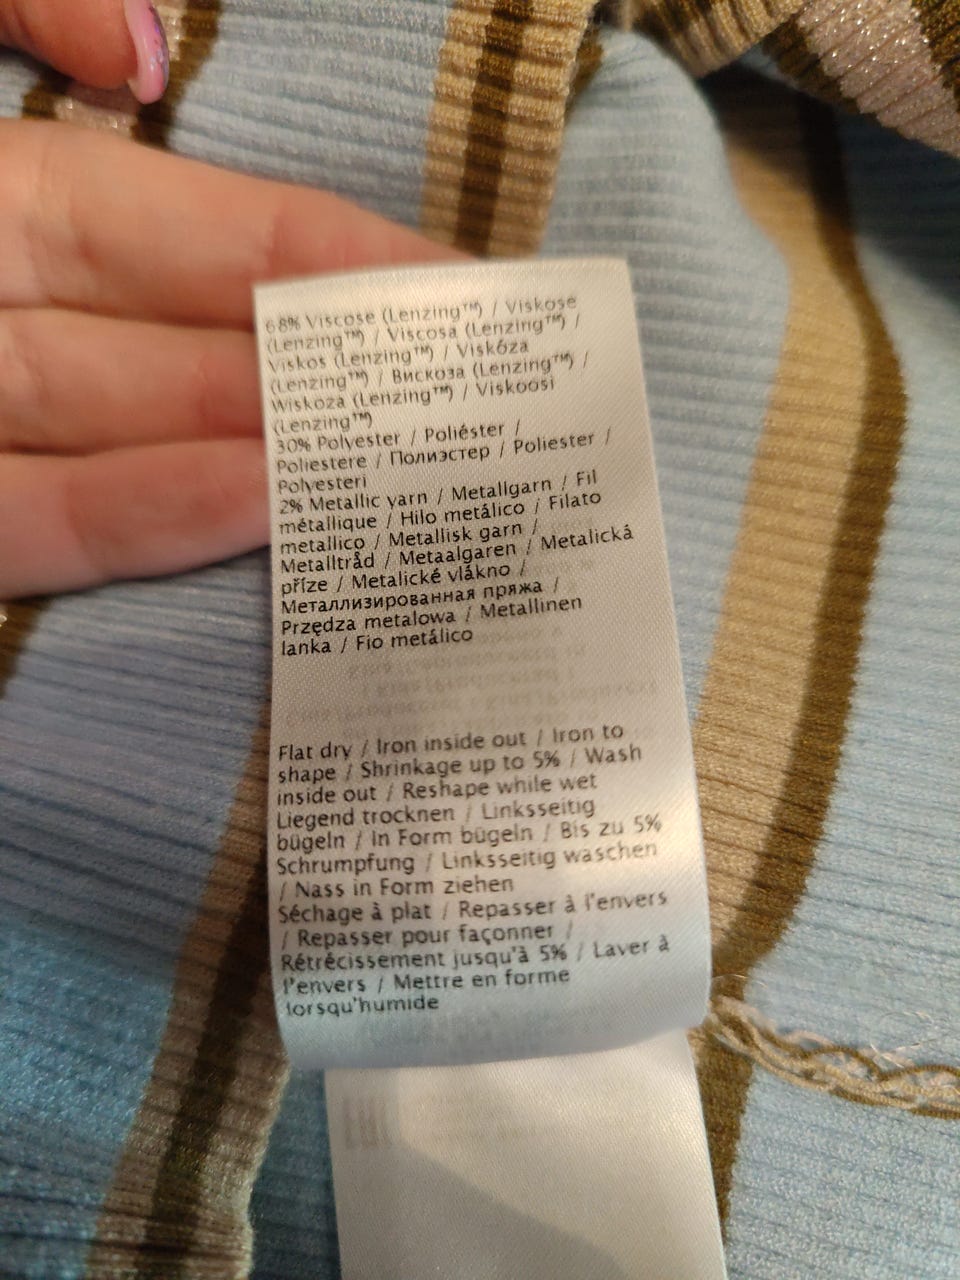 68% Viscose (Lenzing™) / Viskose
(Lenzing™) / Viscosa (Lenzing™) /
Viskos (Lenzing™) / Viskóza
(Lenzing™) / Вискоза (Lenzing™) /
Wiskoza (Lenzing™) / Viskoosi
(Lenzing™)
30% Polyester / Poliéster /
Poliestere / Полиэстер / Poliester /
Polyesteri
2% Metallic yarn / Metallgarn / Fil
métallique / Hilo metálico / Filato
metallico / Metallisk garn /
Metalltråd / Metaalgaren / Metalická
příze / Metalické vlákno /
Металлизированная пряжа /
Przędza metalowa / Metallinen
lanka / Fio metálico
Flat dry / Iron inside out / Iron to
shape / Shrinkage up to 5% / Wash
inside out / Reshape while wet
Liegend trocknen / Linksseitig
bügeln / In Form bügeln / Bis zu 5%
Schrumpfung / Linksseitig waschen
/ Nass in Form ziehen
Séchage à plat / Repasser à l'envers
/ Repasser pour façonner /
Rétrécissement jusqu'à 5% / Laver à
l'envers / Mettre en forme
lorsqu'humide